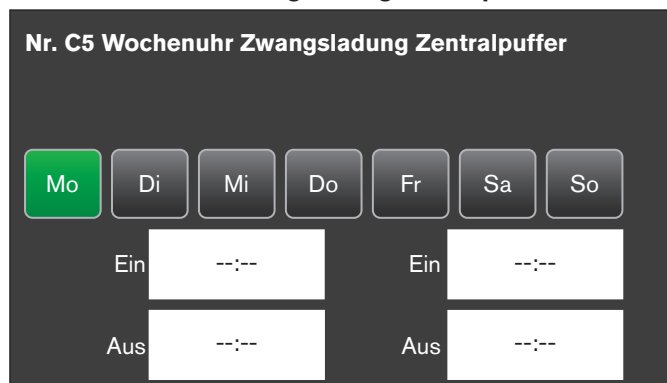 Nr. C5 Wochenuhr Zwangsladung Zentralpuffer
Mo Di Mi Do Fr Sa So
Ein --:-- Ein --:--
Aus --:-- Aus --:--